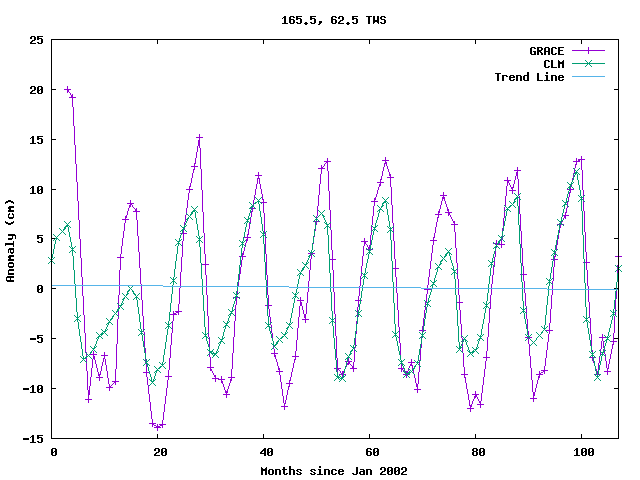 165.5, 62.5 TWS
GRACE
CLM
Trend Line
25
20
15
10
5
0
-5
-10
-15
Anomaly (cm)
0 20 40 60 80 100
Months since Jan 2002